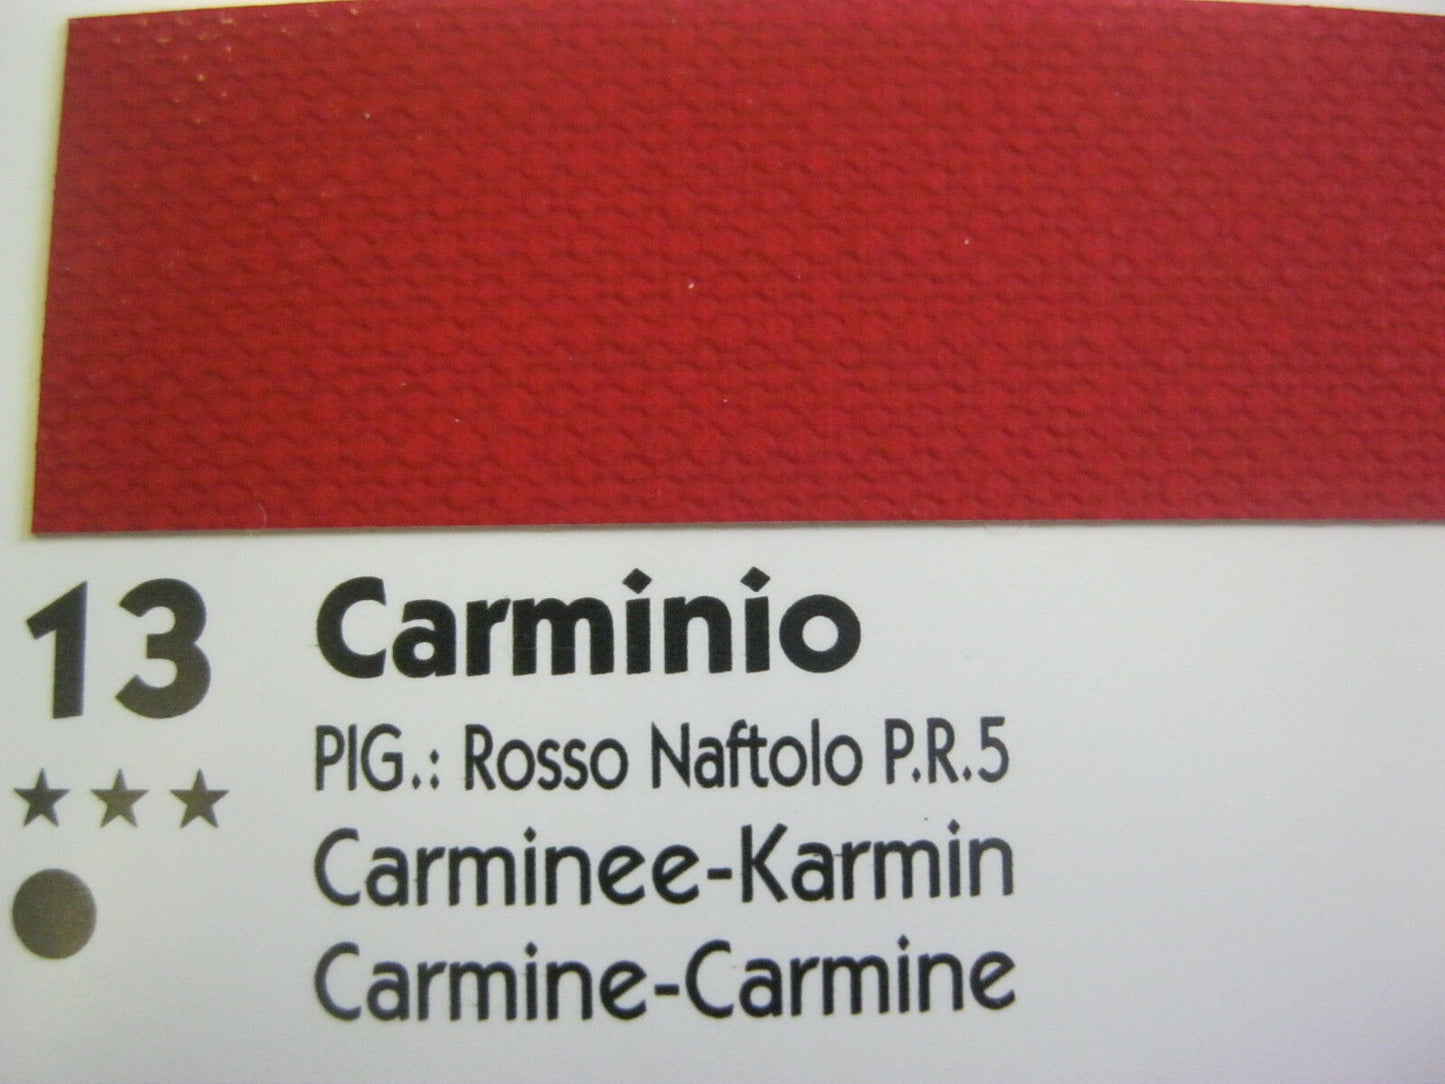 13 Carminio
PIG.: Rosso Naftolo P.R.5
Carminee-Karmin
Carmine-Carmine